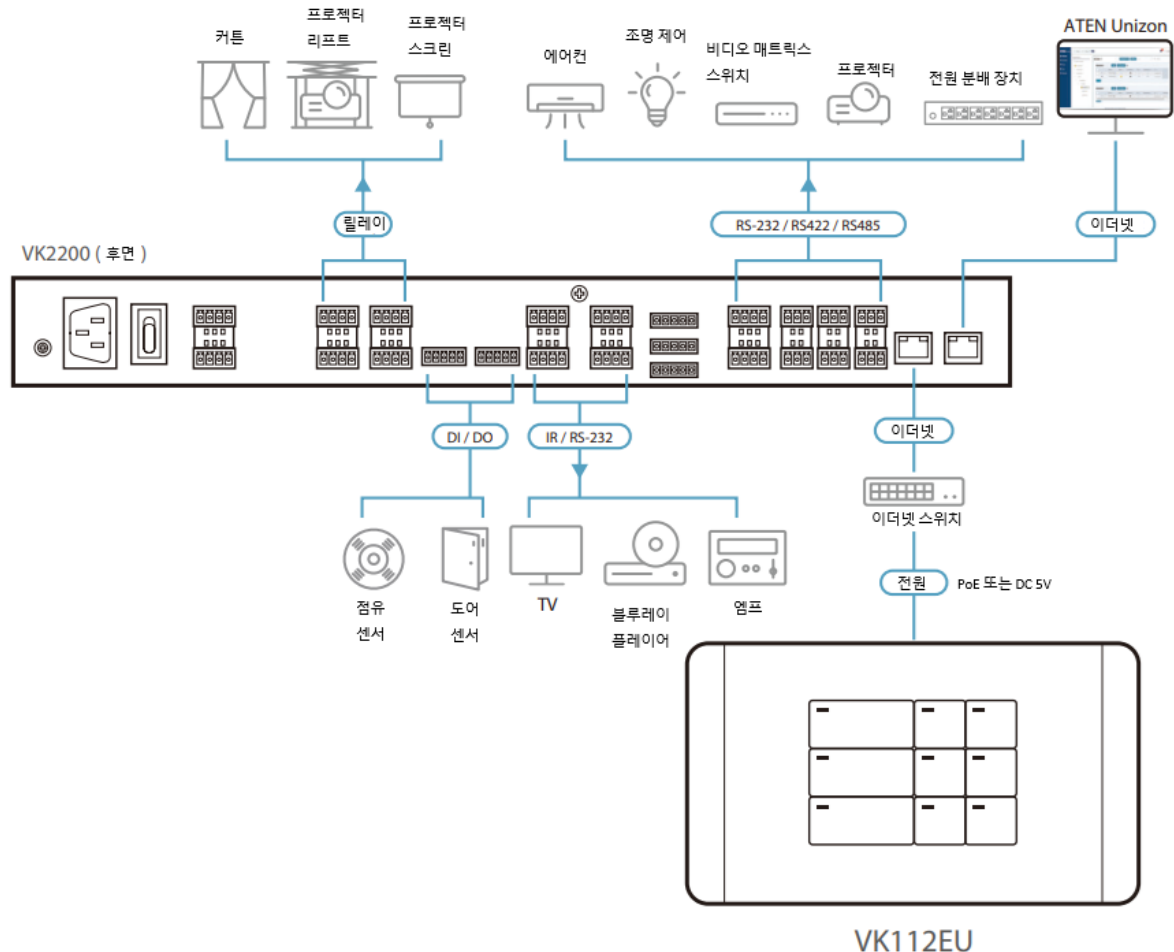 커튼
프로젝터
리프트
프로젝터
스크린
에어컨
조명 제어
비디오 매트릭스
스위치
프로젝터
전원 분배 장치
ATEN Unizon
릴레이
RS-232 / RS422 / RS485
이더넷
VK2200 ( 후면 )
DI / DO
IR / RS-232
이더넷
이더넷 스위치
점유
센서
도어
센서
TV
블루레이
플레이어
엠프
전원
PoE 또는 DC 5V
VK112EU